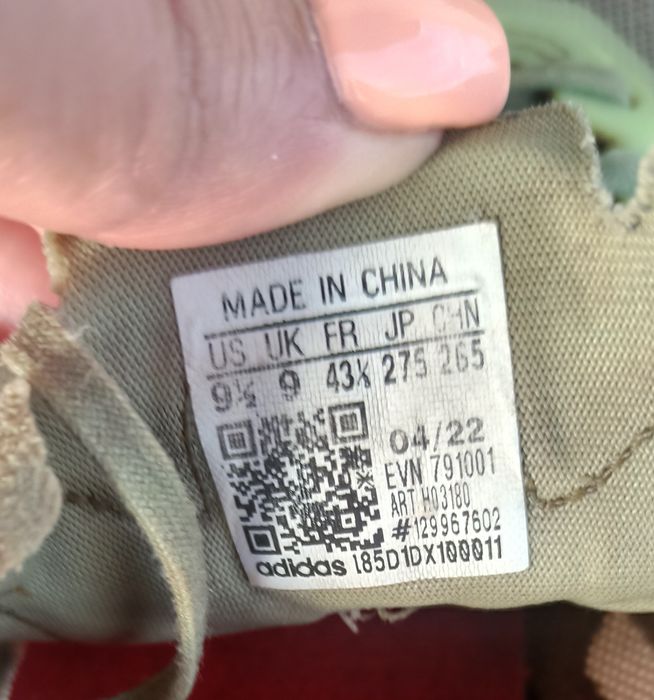 MADE IN CHINA
US UK FR JP CHN
9½ 9 43⅓ 275 265
04/22
EVN 791001
ART H03180
#129967602
adidas L85D1DX100011